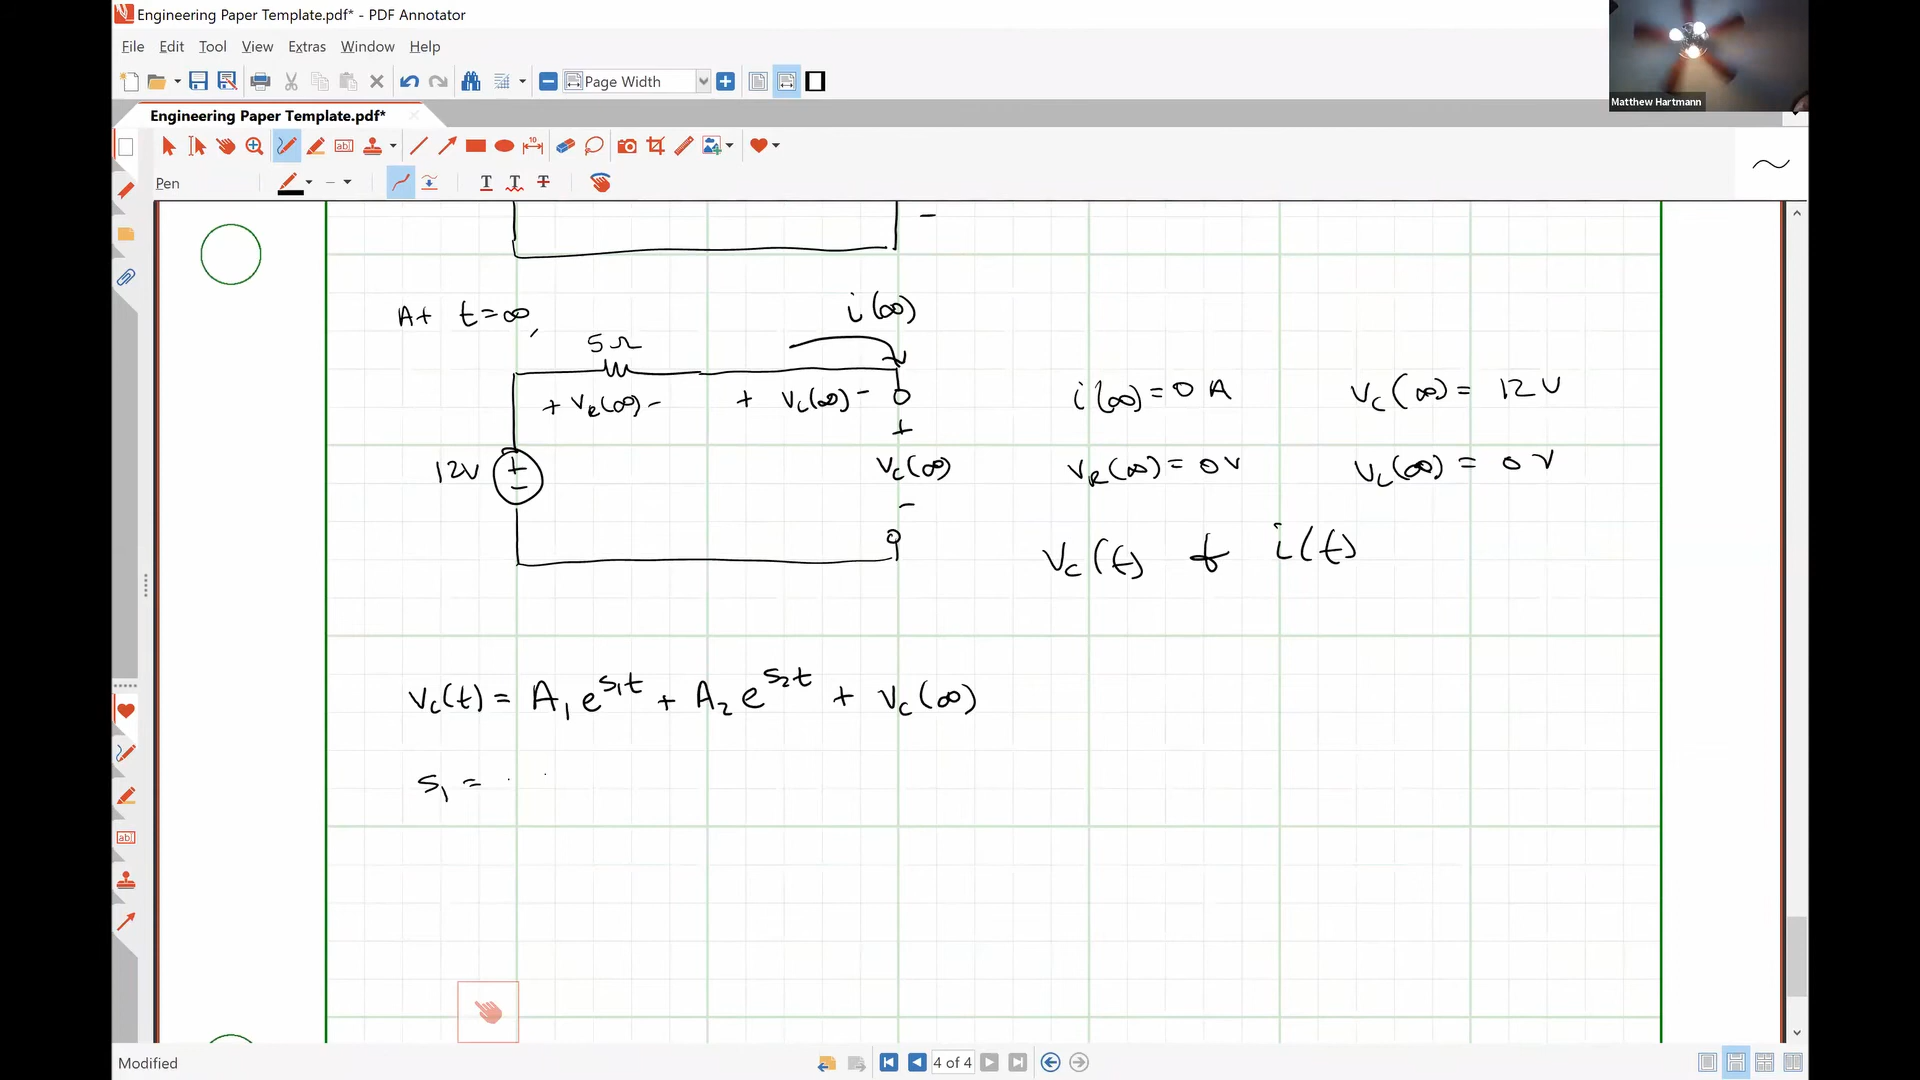 Engineering Paper Template.pdf* - PDF Annotator
File Edit Tool View Extras Window Help
Page Width
Matthew Hartmann
Engineering Paper Template.pdf*
Pen
At t=∞,
i(∞)
5Ω
+ VR(∞) -
+ VL(∞) -
12V
+
-
+
Vc(∞)
-
i(∞) = 0 A
Vc(∞) = 12 V
VR(∞) = 0 V
VL(∞) = 0 V
Vc(t) & i(t)
Vc(t) = A₁ e^{s₁t} + A₂ e^{s₂t} + Vc(∞)
s₁ =
Modified
4 of 4